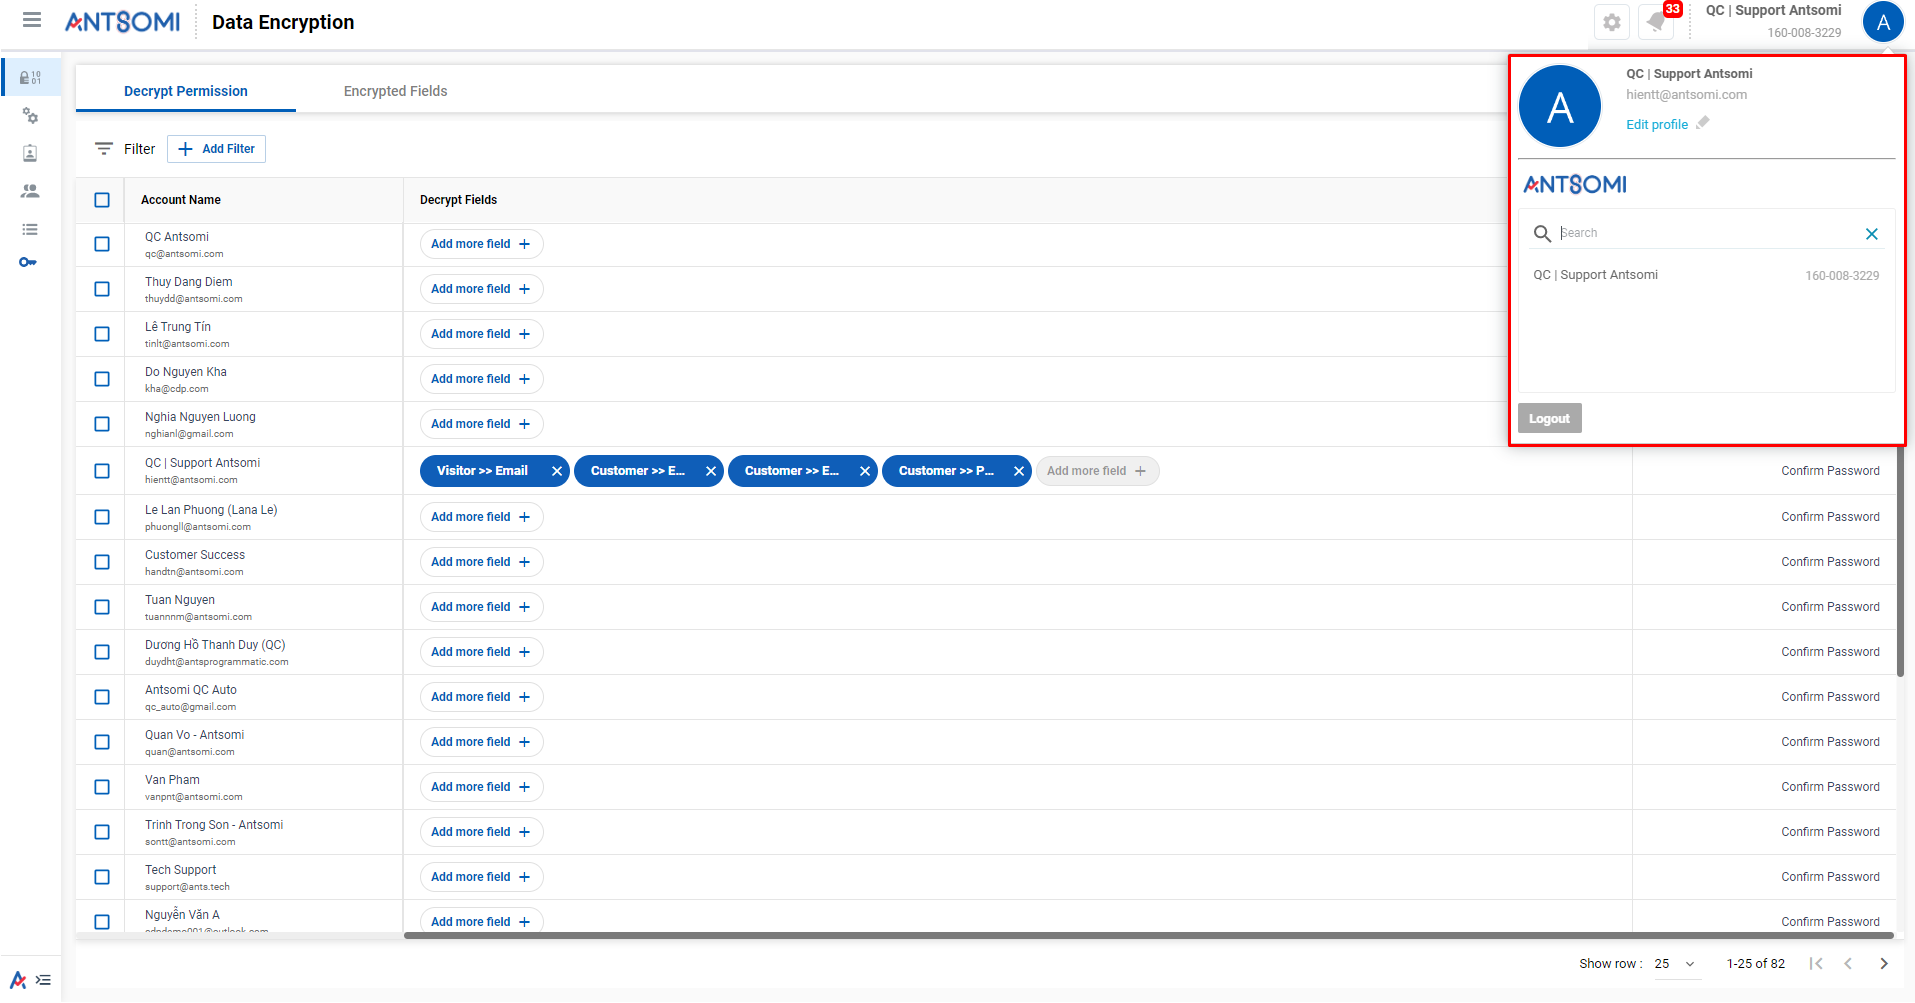 ANTSOMI
Data Encryption
33
QC | Support Antsomi
160-008-3229
A
10
01
Decrypt Permission
Encrypted Fields
Filter
Add Filter
Account Name
Decrypt Fields
QC Antsomi
qc@antsomi.com
Add more field
Thuy Dang Diem
thuydd@antsomi.com
Add more field
Lê Trung Tín
tinlt@antsomi.com
Add more field
Do Nguyen Kha
kha@cdp.com
Add more field
Nghia Nguyen Luong
nghianl@gmail.com
Add more field
QC | Support Antsomi
hientt@antsomi.com
Visitor >> Email
Customer >> E...
Customer >> E...
Customer >> P...
Add more field
Confirm Password
Le Lan Phuong (Lana Le)
phuongll@antsomi.com
Add more field
Confirm Password
Customer Success
handtn@antsomi.com
Add more field
Confirm Password
Tuan Nguyen
tuannnm@antsomi.com
Add more field
Confirm Password
Dương Hồ Thanh Duy (QC)
duydht@antsprogrammatic.com
Add more field
Confirm Password
Antsomi QC Auto
qc_auto@gmail.com
Add more field
Confirm Password
Quan Vo - Antsomi
quan@antsomi.com
Add more field
Confirm Password
Van Pham
vanpnt@antsomi.com
Add more field
Confirm Password
Trinh Trong Son - Antsomi
sontt@antsomi.com
Add more field
Confirm Password
Tech Support
support@ants.tech
Add more field
Confirm Password
Nguyễn Văn A
Add more field
Confirm Password
Show row :
25
1-25 of 82
A
QC | Support Antsomi
hientt@antsomi.com
Edit profile
ANTSOMI
Search
QC | Support Antsomi
160-008-3229
Logout